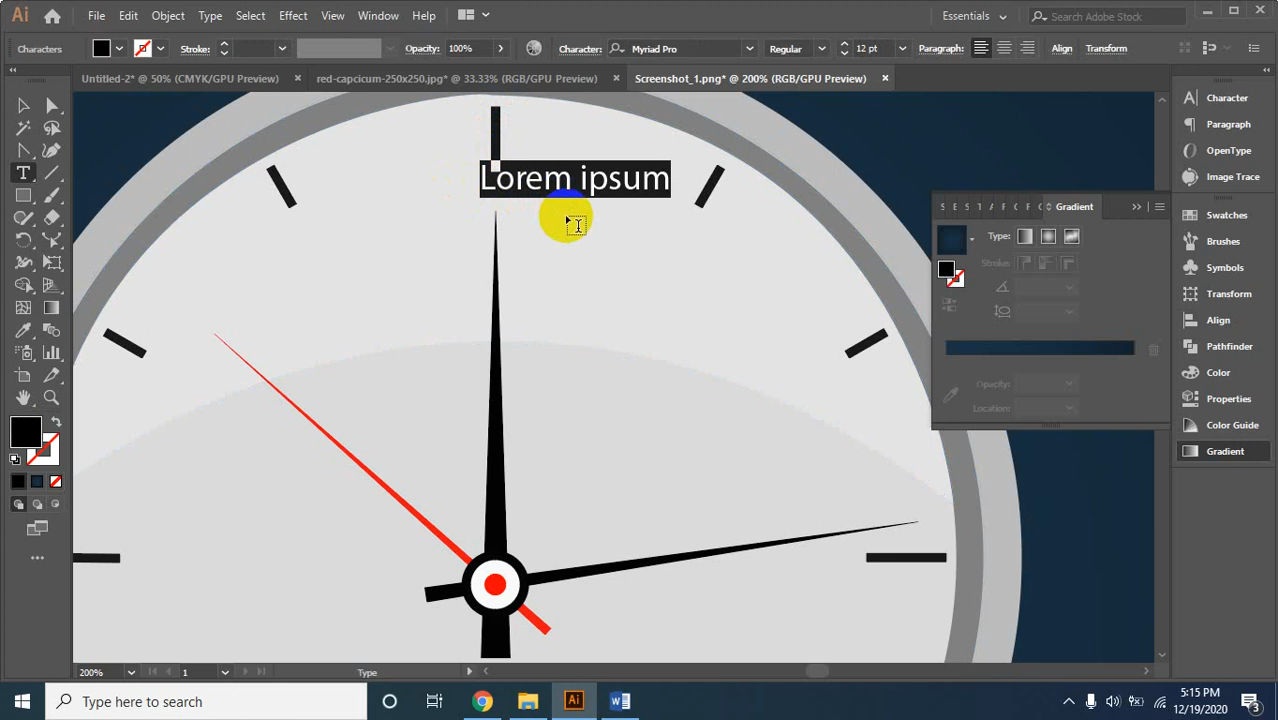 Ai
File Edit Object Type Select Effect View Window Help
Essentials
Search Adobe Stock
Characters
Stroke:
Opacity: 100%
Character: Myriad Pro
Regular
12 pt
Paragraph:
Align
Transform
Untitled-2* @ 50% (CMYK/GPU Preview)
red-capcicum-250x250.jpg* @ 33.33% (RGB/GPU Preview)
Screenshot_1.png* @ 200% (RGB/GPU Preview)
Lorem ipsum
Gradient
Type:
Strokes:
Opacity:
Location:
Character
Paragraph
OpenType
Image Trace
Swatches
Brushes
Symbols
Transform
Align
Pathfinder
Color
Properties
Color Guide
Gradient
200%
1
Type
Type here to search
Ai
5:15 PM
12/19/2020
3